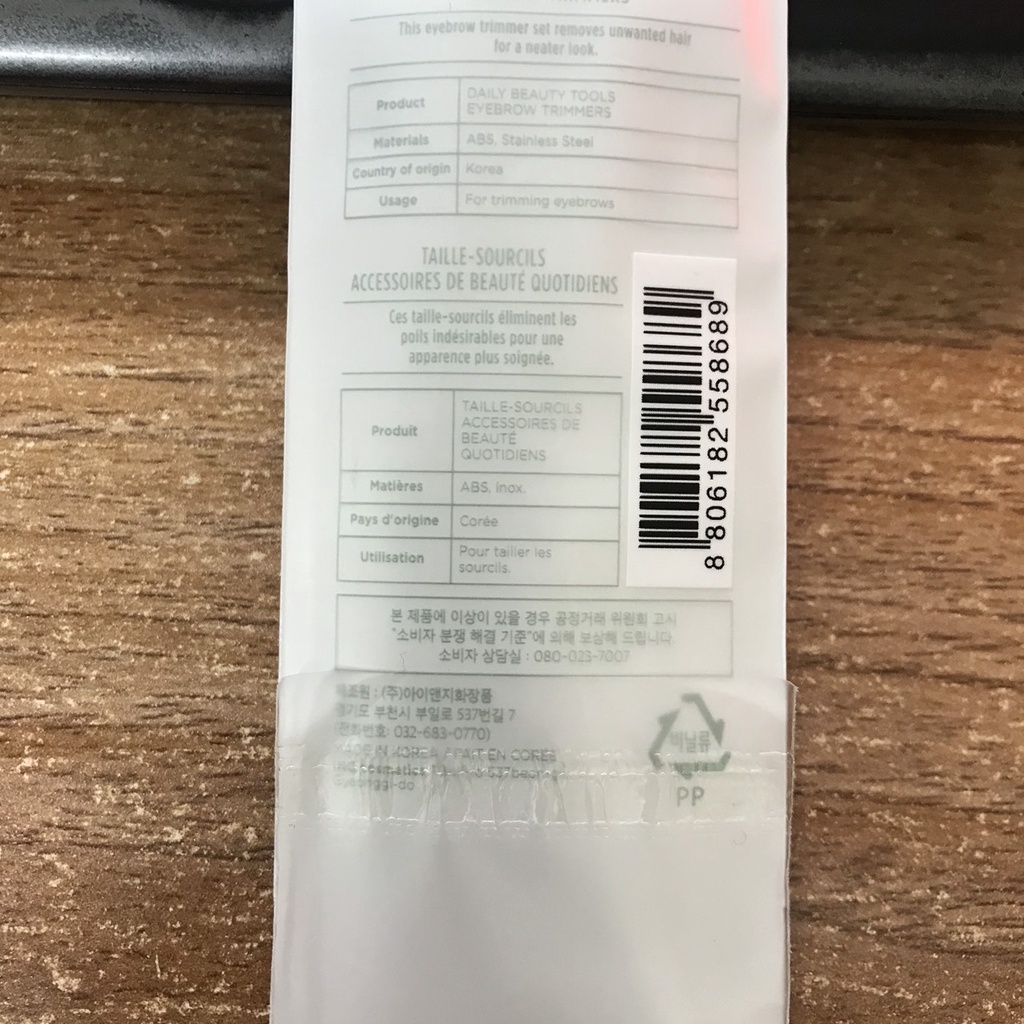 This eyebrow trimmer set removes unwanted hair
for a neater look.
Product
DAILY BEAUTY TOOLS
EYEBROW TRIMMERS
Materials
ABS, Stainless Steel
Country of origin
Korea
Usage
For trimming eyebrows
TAILLE-SOURCILS
ACCESSOIRES DE BEAUTÉ QUOTIDIENS
Ces taille-sourcils éliminent les
poils indésirables pour une
apparence plus soignée.
Produit
TAILLE-SOURCILS
ACCESSOIRES DE
BEAUTÉ
QUOTIDIENS
Matières
ABS, inox.
Pays d'origine
Corée
Utilisation
Pour tailler les
sourcils.
8 806182 558689
본 제품에 이상이 있을 경우 공정거래 위원회 고시
"소비자 분쟁 해결 기준"에 의해 보상해 드립니다.
소비자 상담실 : 080-023-7007
제조원 : (주)아이앤지화장품
경기도 부천시 부일로 537번길 7
(전화번호: 032-683-0770)
MADE IN KOREA / FAIT EN CORÉE
cosmetics
Gyeonggi-do
비닐류
PP